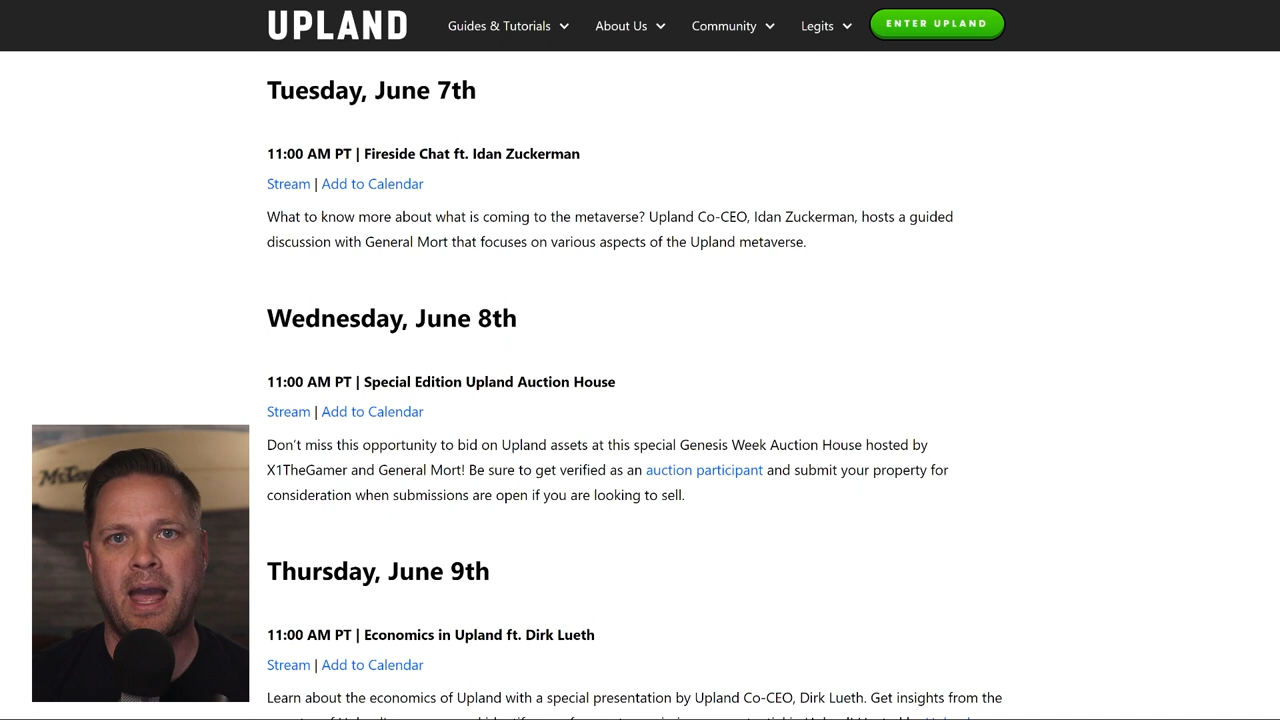 UPLAND
Guides & Tutorials
About Us
Community
Legits
ENTER UPLAND
Tuesday, June 7th
11:00 AM PT | Fireside Chat ft. Idan Zuckerman
Stream | Add to Calendar
What to know more about what is coming to the metaverse? Upland Co-CEO, Idan Zuckerman, hosts a guided
discussion with General Mort that focuses on various aspects of the Upland metaverse.
Wednesday, June 8th
11:00 AM PT | Special Edition Upland Auction House
Stream | Add to Calendar
Don't miss this opportunity to bid on Upland assets at this special Genesis Week Auction House hosted by
X1TheGamer and General Mort! Be sure to get verified as an auction participant and submit your property for
consideration when submissions are open if you are looking to sell.
Thursday, June 9th
11:00 AM PT | Economics in Upland ft. Dirk Lueth
Stream | Add to Calendar
Learn about the economics of Upland with a special presentation by Upland Co-CEO, Dirk Lueth. Get insights from the